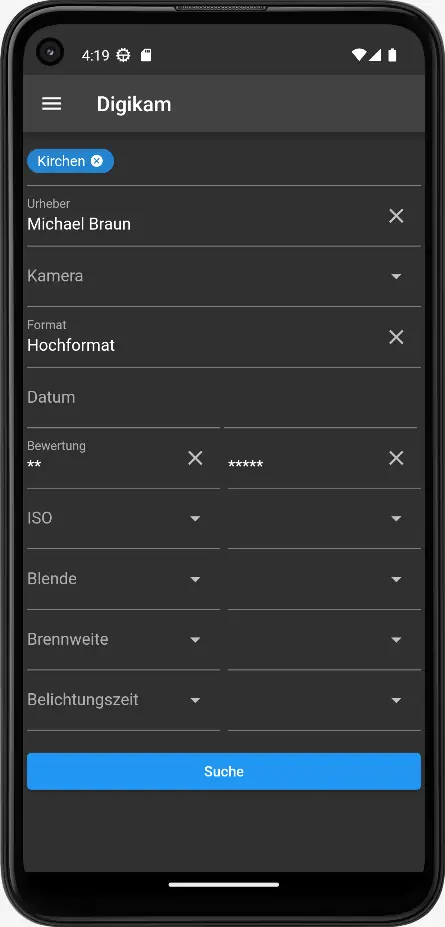 4:19
Digikam
Kirchen
Urheber
Michael Braun
Kamera
Format
Hochformat
Datum
Bewertung
** *****
ISO
Blende
Brennweite
Belichtungszeit
Suche